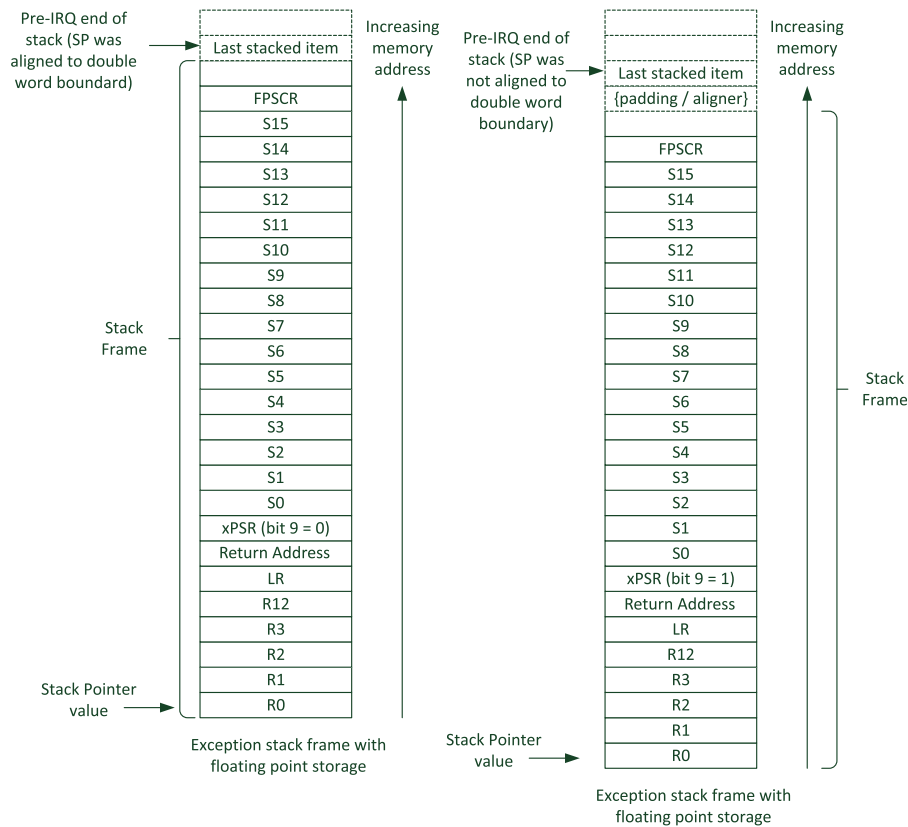 Pre-IRQ end of
stack (SP was
aligned to double
word boundard)
Last stacked item
FPSCR
S15
S14
S13
S12
S11
S10
S9
S8
S7
S6
S5
S4
S3
S2
S1
S0
xPSR (bit 9 = 0)
Return Address
LR
R12
R3
R2
R1
R0
Stack
Frame
Stack Pointer
value
Increasing
memory
address
Exception stack frame with
floating point storage
Pre-IRQ end of
stack (SP was
not aligned to
double word
boundary)
Last stacked item
{padding / aligner}
FPSCR
S15
S14
S13
S12
S11
S10
S9
S8
S7
S6
S5
S4
S3
S2
S1
S0
xPSR (bit 9 = 1)
Return Address
LR
R12
R3
R2
R1
R0
Stack Pointer
value
Increasing
memory
address
Stack
Frame
Exception stack frame with
floating point storage